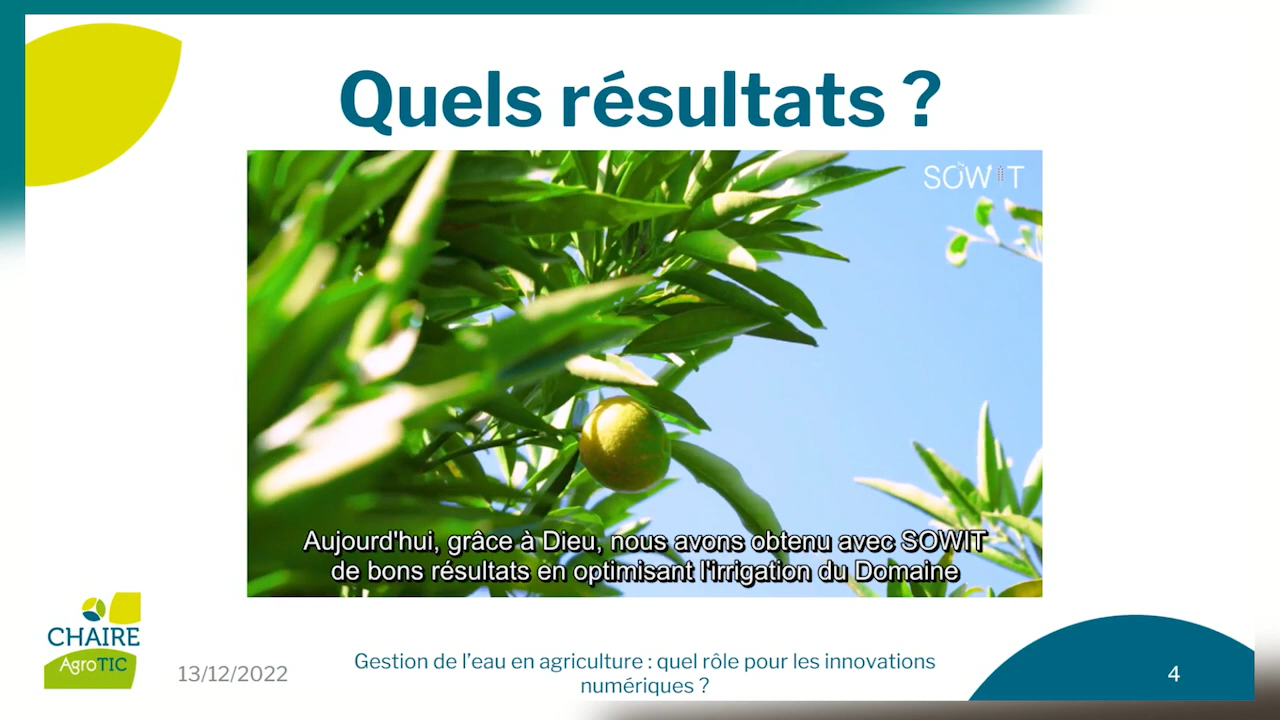 Quels résultats ?
SOWIT
Aujourd'hui, grâce à Dieu, nous avons obtenu avec SOWIT
de bons résultats en optimisant l'irrigation du Domaine
CHAIRE
AgroTIC
13/12/2022
Gestion de l’eau en agriculture : quel rôle pour les innovations
numériques ?
4